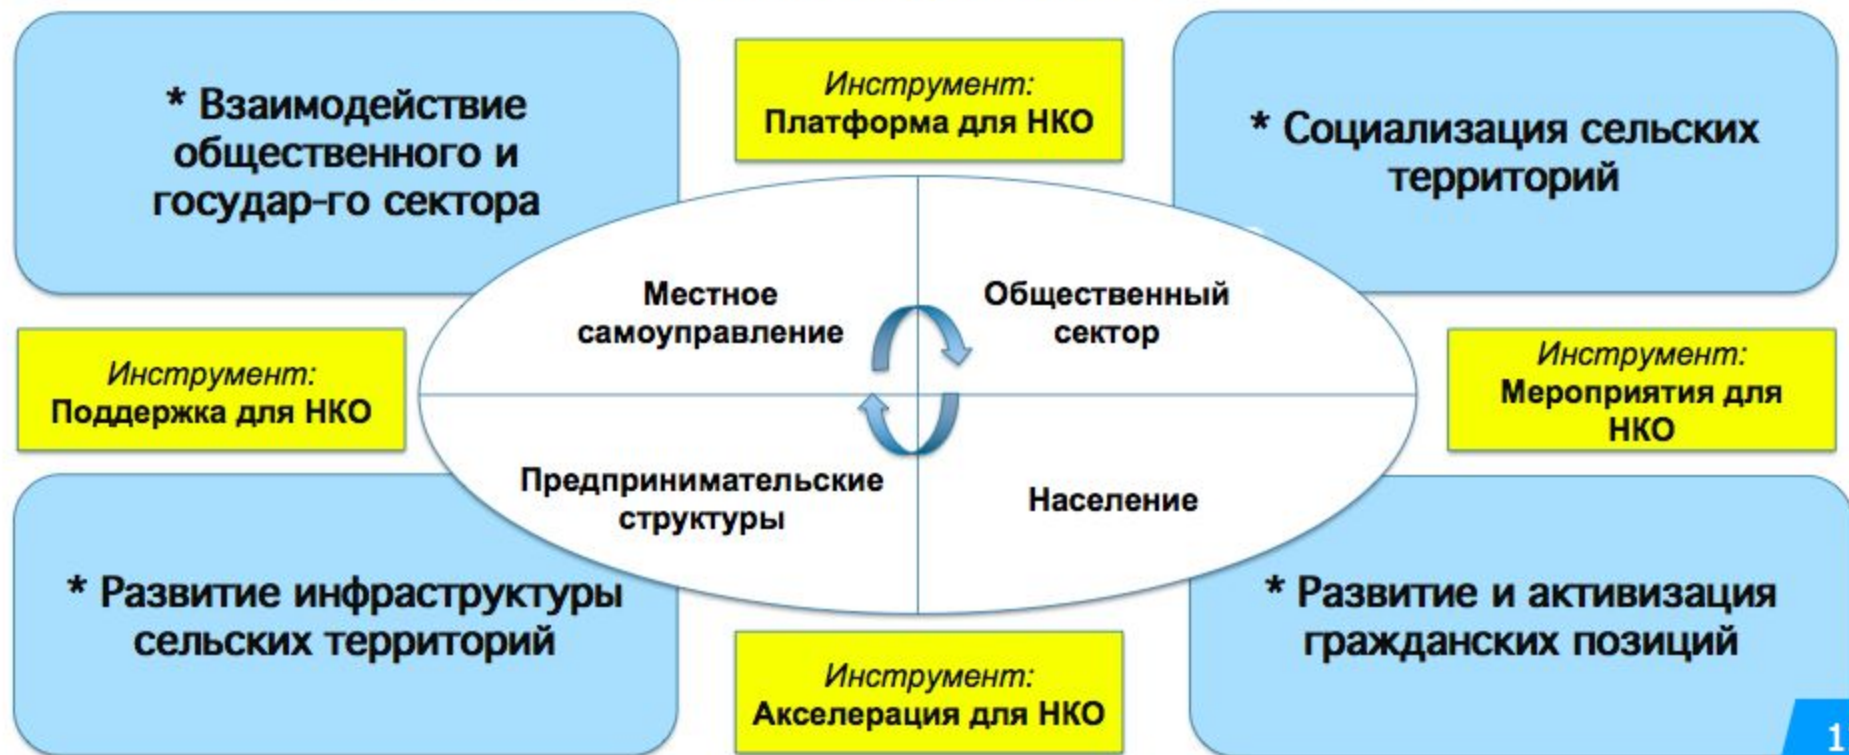 * Взаимодействие
общественного и
государ-го сектора
Инструмент:
Платформа для НКО
* Социализация сельских
территорий
Местное
самоуправление
Общественный
сектор
Инструмент:
Поддержка для НКО
Инструмент:
Мероприятия для
НКО
Предпринимательские
структуры
Население
* Развитие инфраструктуры
сельских территорий
Инструмент:
Акселерация для НКО
* Развитие и активизация
гражданских позиций
1